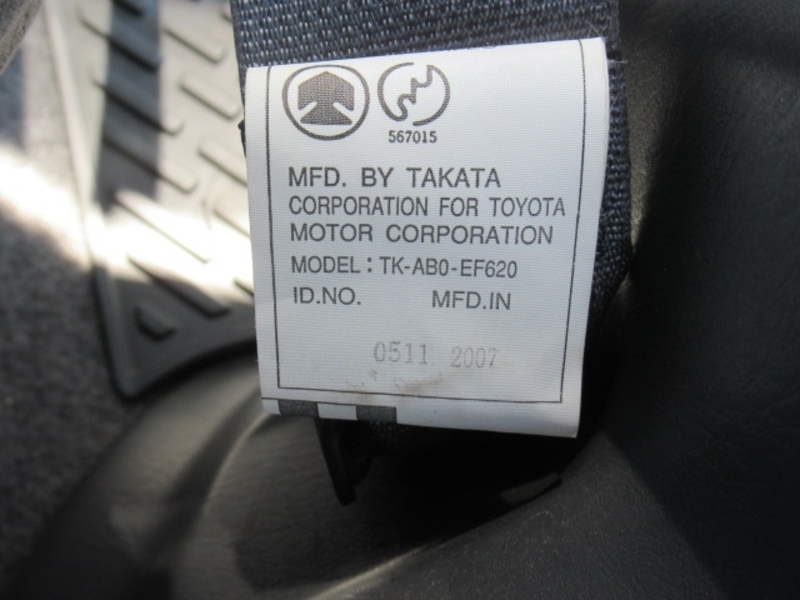 567015
MFD. BY TAKATA
CORPORATION FOR TOYOTA
MOTOR CORPORATION
MODEL : TK-AB0-EF620
ID.NO. MFD.IN
0511 2007